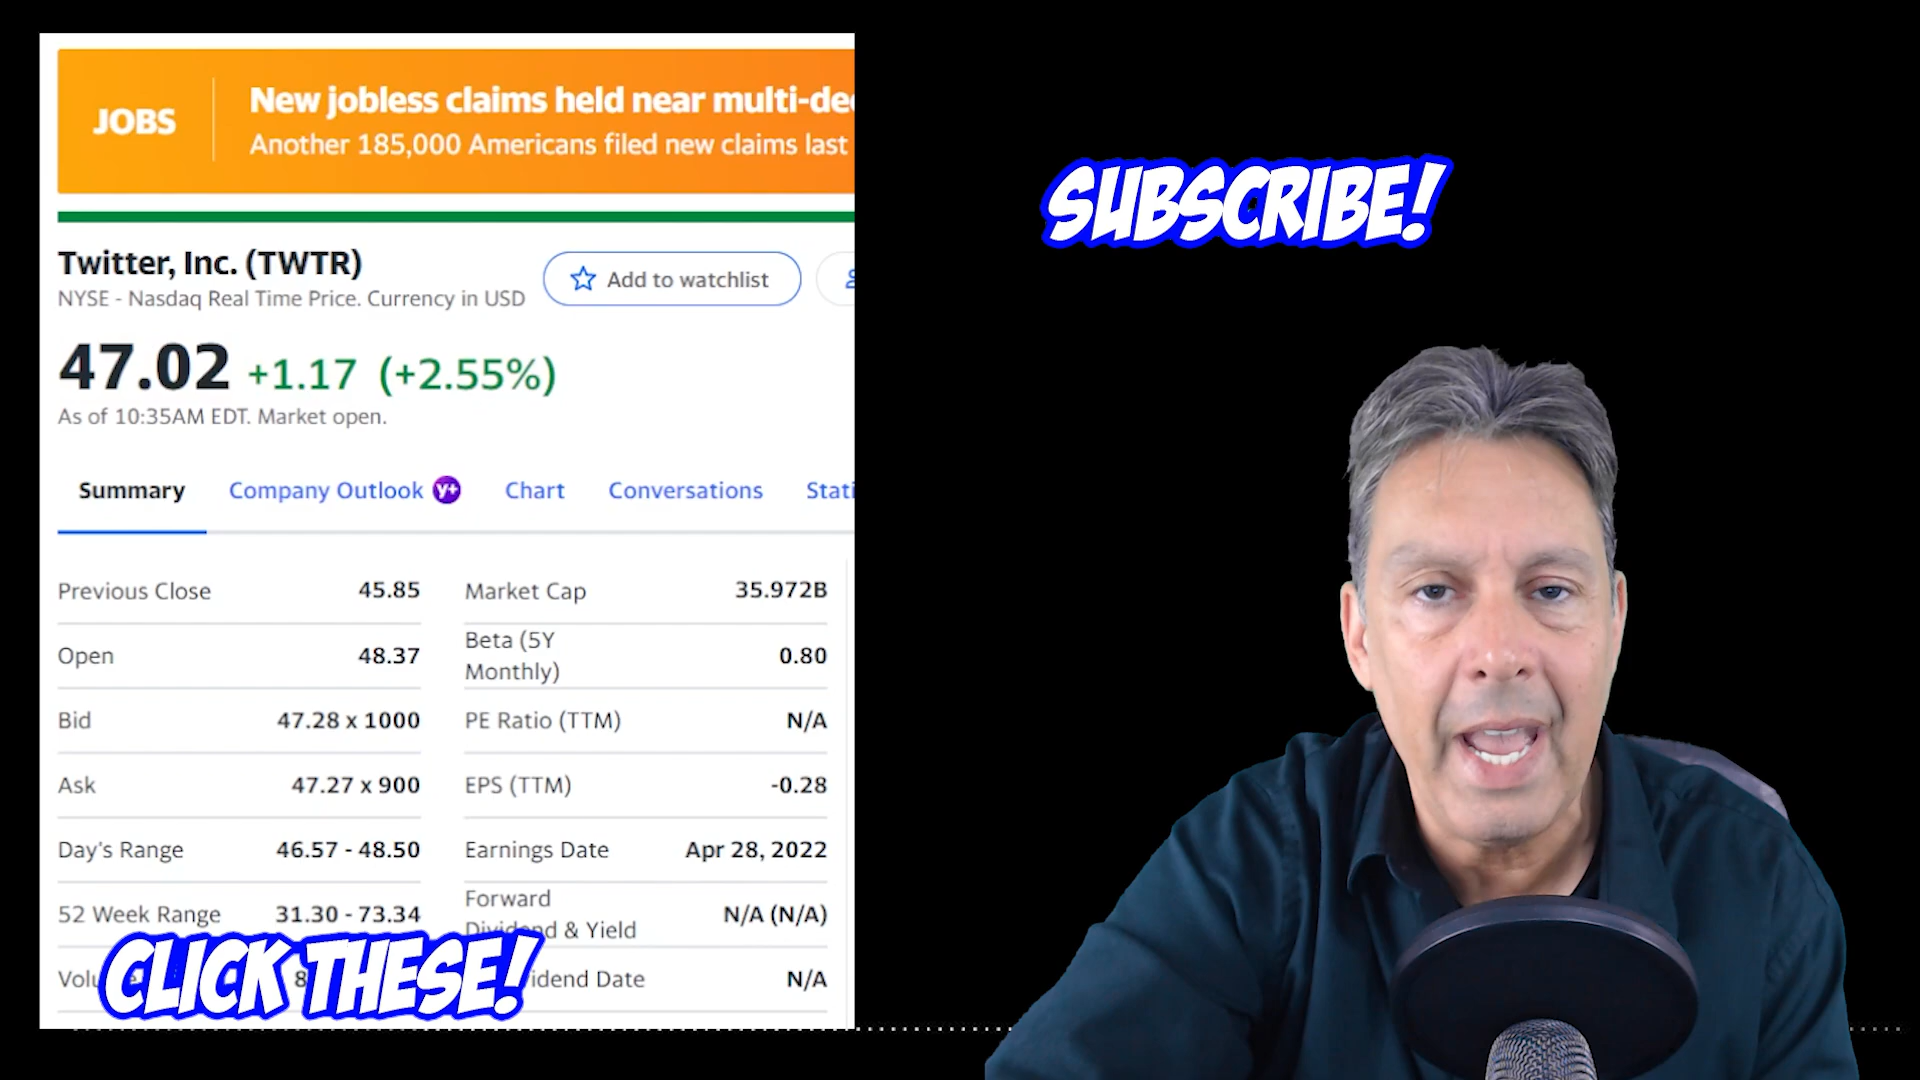 JOBS
New jobless claims held near
Another 185,000 Americans filed new claims last
SUBSCRIBE!
Twitter, Inc. (TWTR)
Add to watchlist
NYSE - Nasdaq Real Time Price. Currency in USD
47.02 +1.17 (+2.55%)
As of 10:35AM EDT. Market open.
Summary Company Outlook y+ Chart Conversations
Previous Close 45.85 Market Cap 35.972B
Open 48.37 Beta (5Y Monthly) 0.80
Bid 47.28 x 1000 PE Ratio (TTM) N/A
Ask 47.27 x 900 EPS (TTM) -0.28
Day's Range 46.57 - 48.50 Earnings Date Apr 28, 2022
52 Week Range 31.30 - 73.34 Forward Dividend & Yield N/A (N/A)
Date N/A
CLICK THESE!